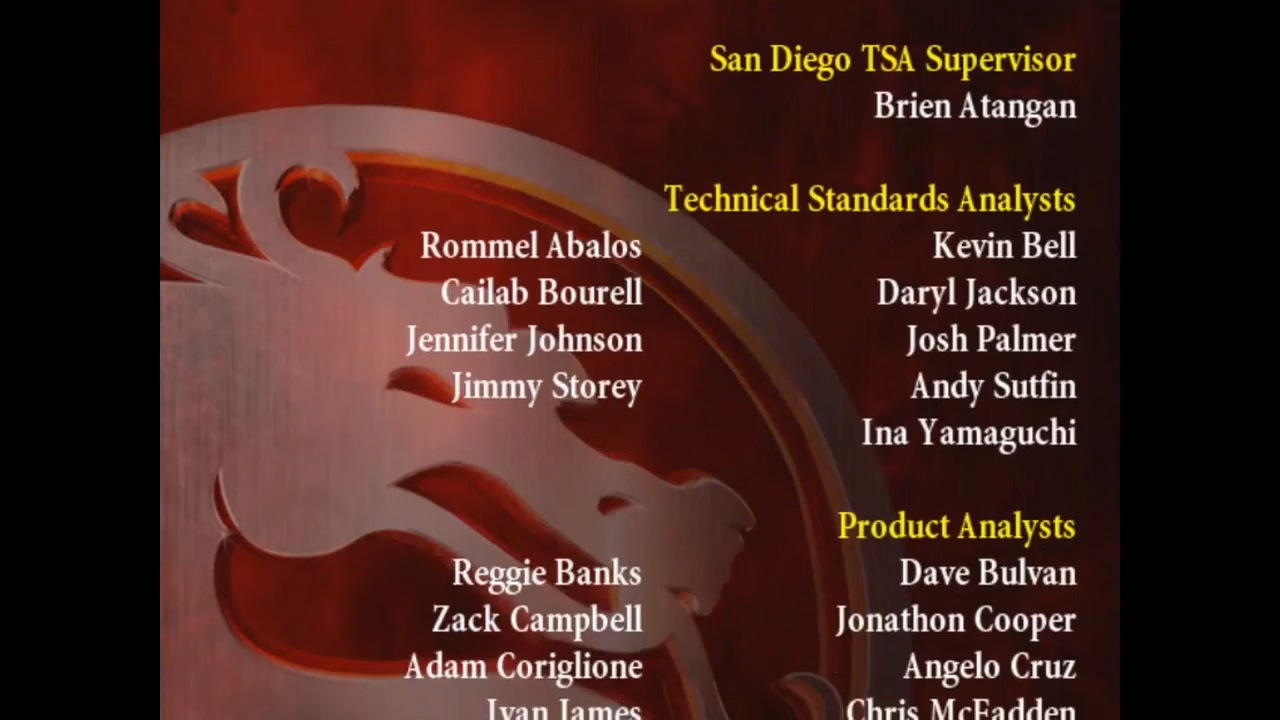 San Diego TSA Supervisor
Brien Atangan
Technical Standards Analysts
Rommel Abalos Kevin Bell
Cailab Bourell Daryl Jackson
Jennifer Johnson Josh Palmer
Jimmy Storey Andy Sutfin
Ina Yamaguchi
Product Analysts
Reggie Banks Dave Bulvan
Zack Campbell Jonathon Cooper
Adam Coriglione Angelo Cruz
Ivan James Chris McFadden